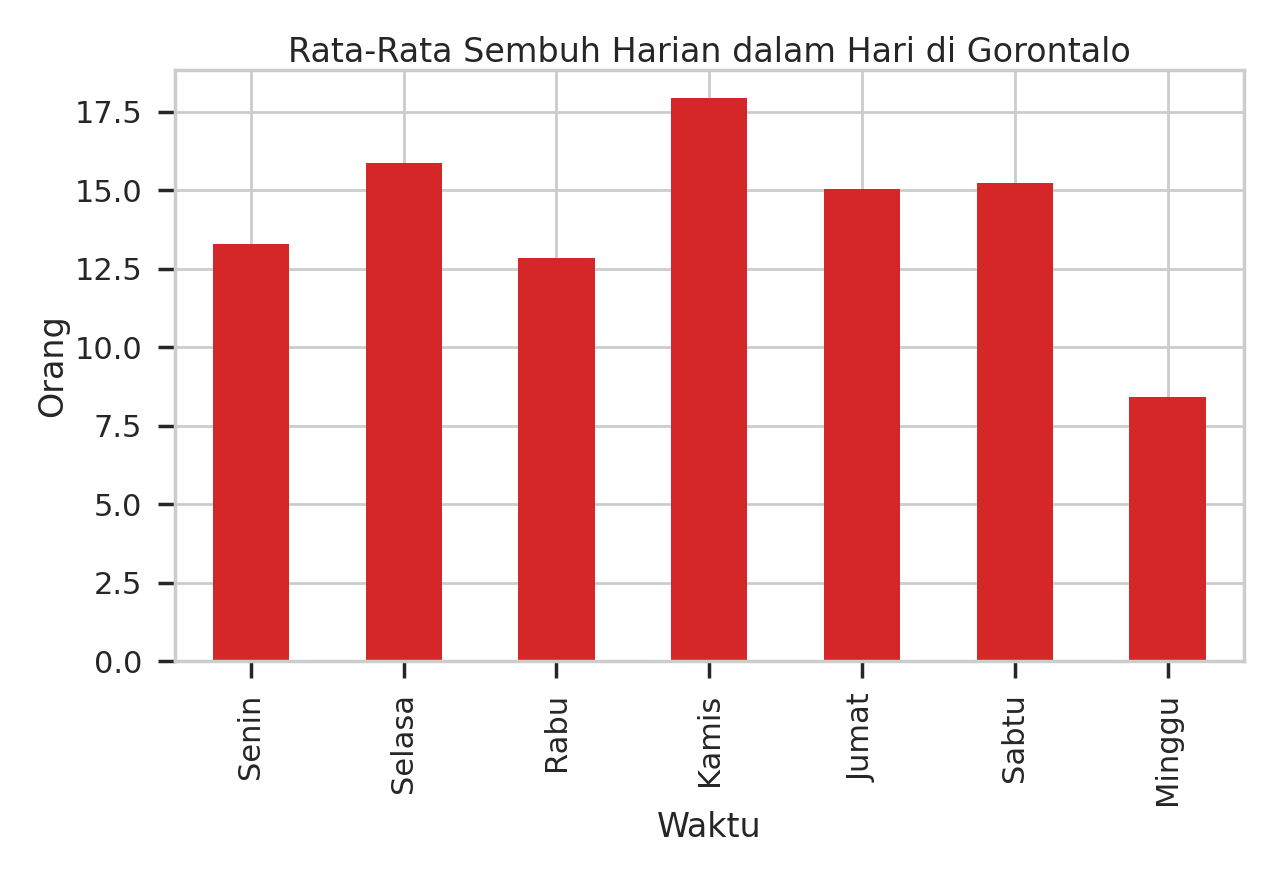 Rata-Rata Sembuh Harian dalam Hari di Gorontalo
17.5
15.0
12.5
10.0
7.5
5.0
2.5
0.0
Orang
Senin
Selasa
Rabu
Kamis
Jumat
Sabtu
Minggu
Waktu